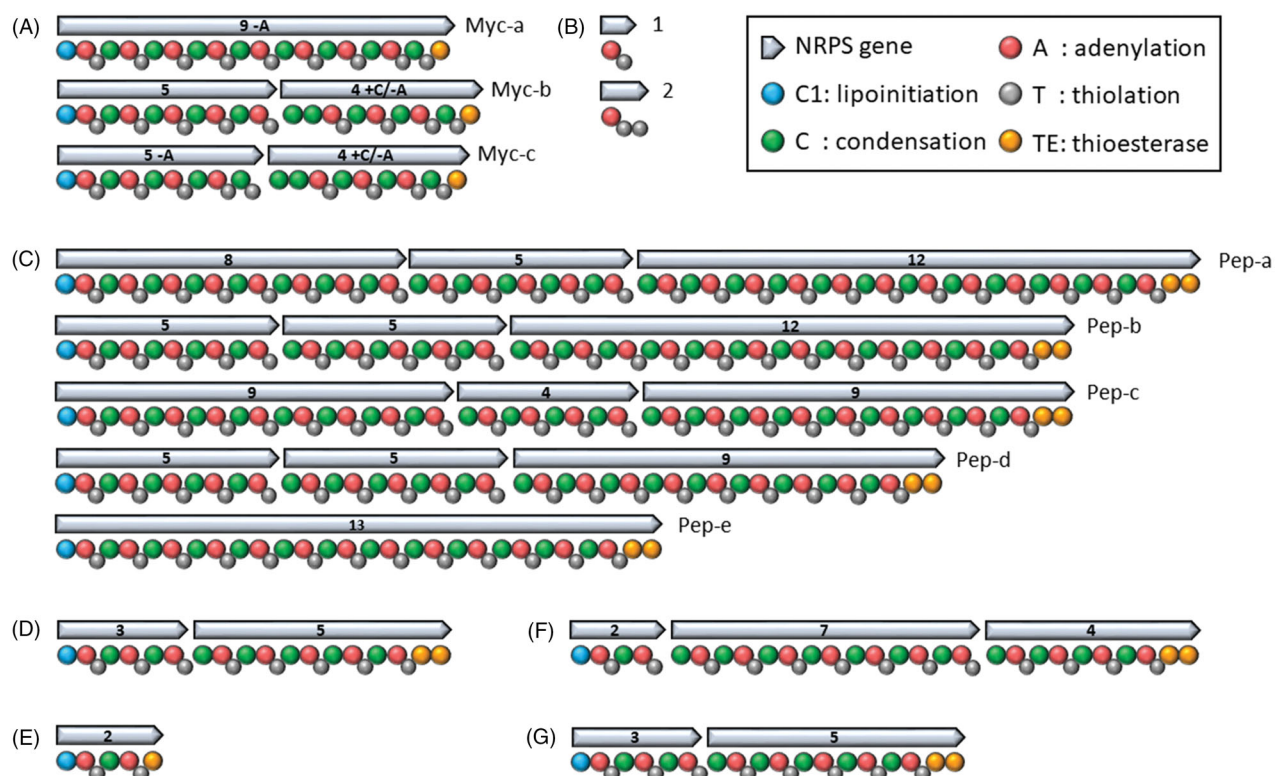 (A) 9 -A Myc-a
5 4 +C/-A Myc-b
5 -A 4 +C/-A Myc-c
(B) 1
2
NRPS gene A : adenylation
C1: lipoinitiation T : thiolation
C : condensation TE: thioesterase
(C) 8 5 12 Pep-a
5 5 12 Pep-b
9 4 9 Pep-c
5 5 9 Pep-d
13 Pep-e
(D) 3 5
(F) 2 7 4
(E) 2
(G) 3 5